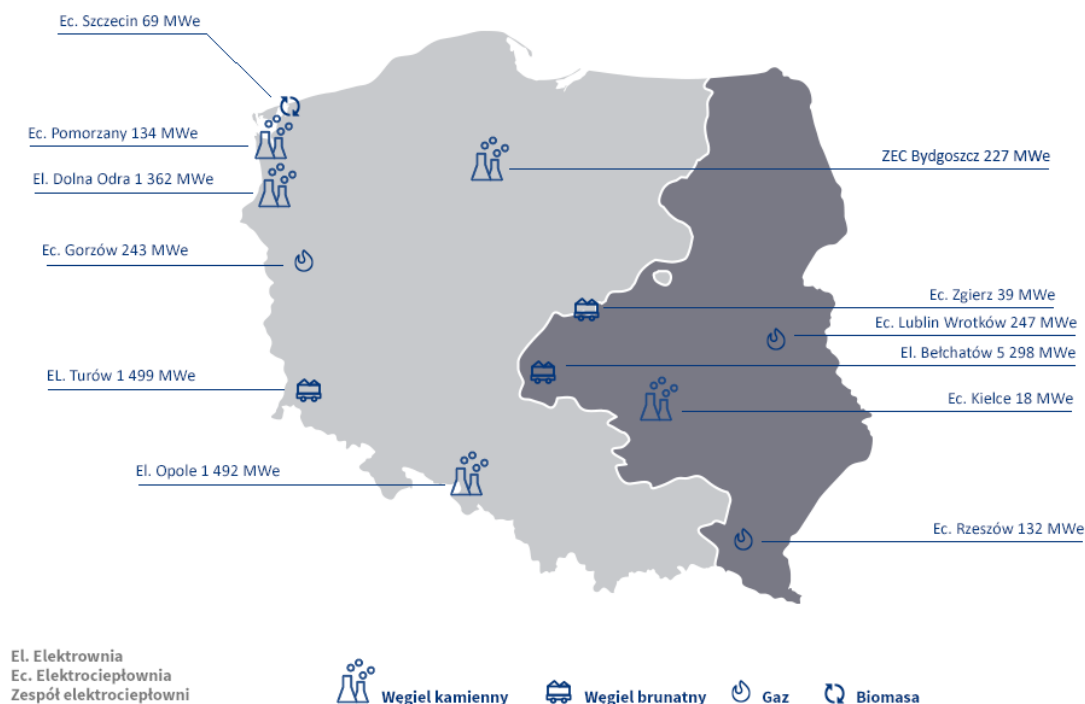 Ec. Szczecin 69 MWe
Ec. Pomorzany 134 MWe
El. Dolna Odra 1 362 MWe
Ec. Gorzów 243 MWe
EL. Turów 1 499 MWe
El. Opole 1 492 MWe
ZEC Bydgoszcz 227 MWe
Ec. Zgierz 39 MWe
Ec. Lublin Wrotków 247 MWe
El. Bełchatów 5 298 MWe
Ec. Kielce 18 MWe
Ec. Rzeszów 132 MWe
El. Elektrownia
Ec. Elektrociepłownia
Zespół elektrociepłowni
Węgiel kamienny
Węgiel brunatny
Gaz
Biomasa